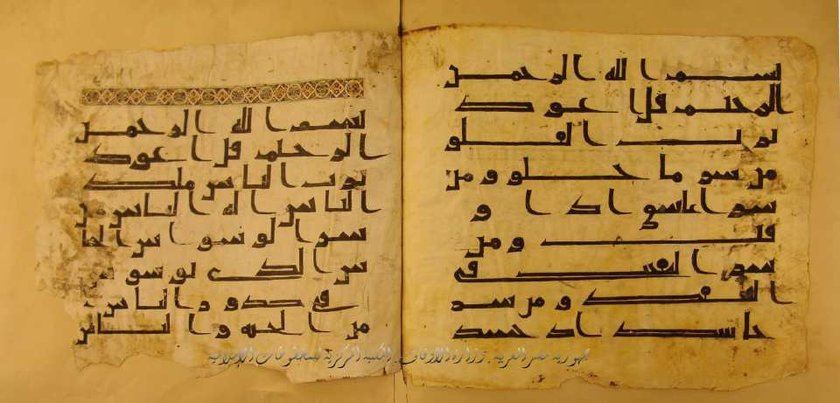 بسم الله الرحمن
الرحيم قل اعوذ
برب الفلق
من شر ما خلق ومن
شر غاسق اذا و
قب ومن
شر النفثت في
العقد ومن شر
حاسد اذا حسد
بسم الله الرحمن
الرحيم قل اعوذ
برب الناس ملك
الناس اله الناس من
شر الوسواس الخنا
س الذي يوسوس
في صدور الناس
من الجنة والناس
جمهورية مصر العربية . وزارة الأوقاف . المكتبة المركزية للمخطوطات الإسلامية